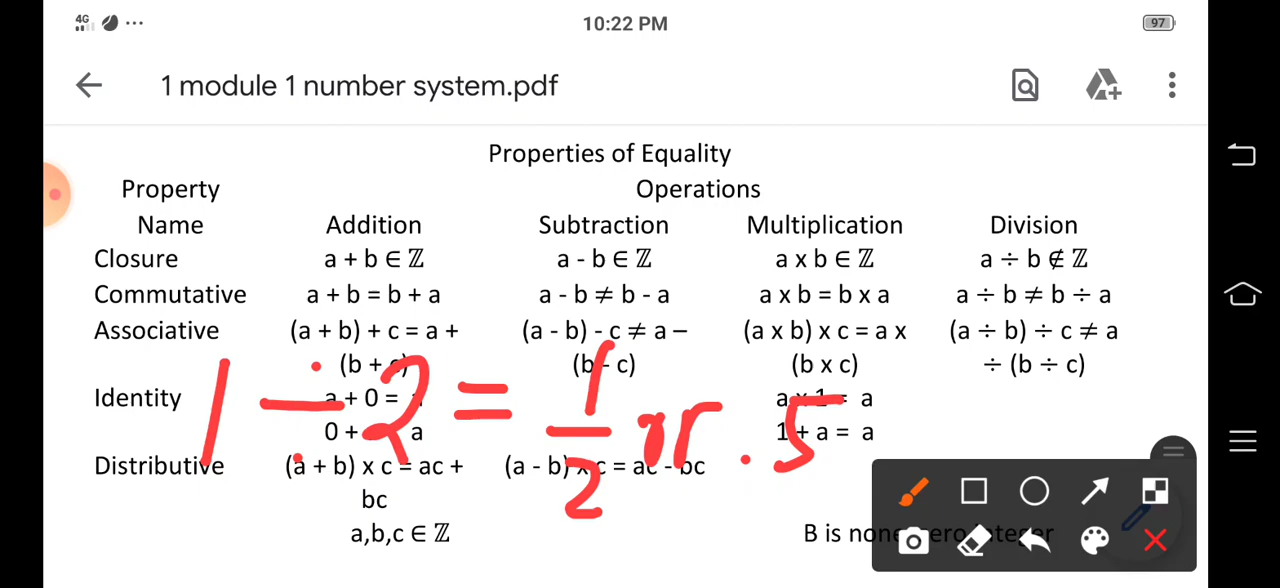 4G ... 10:22 PM 97
1 module 1 number system.pdf
Properties of Equality
Property Operations
Name Addition Subtraction Multiplication Division
Closure a + b ∈ ℤ a - b ∈ ℤ a x b ∈ ℤ a ÷ b ∉ ℤ
Commutative a + b = b + a a - b ≠ b - a a x b = b x a a ÷ b ≠ b ÷ a
Associative (a + b) + c = a + (a - b) - c ≠ a – (a x b) x c = a x (a ÷ b) ÷ c ≠ a
(b + c) (b - c) (b x c) ÷ (b ÷ c)
Identity a + 0 = a x 1 = a
0 + a 1 + a = a
1 ÷ 2 = 1/2 or .5
Distributive (a + b) x c = ac + (a - b) x c = ac - bc
bc
a,b,c ∈ ℤ B is none zero integer